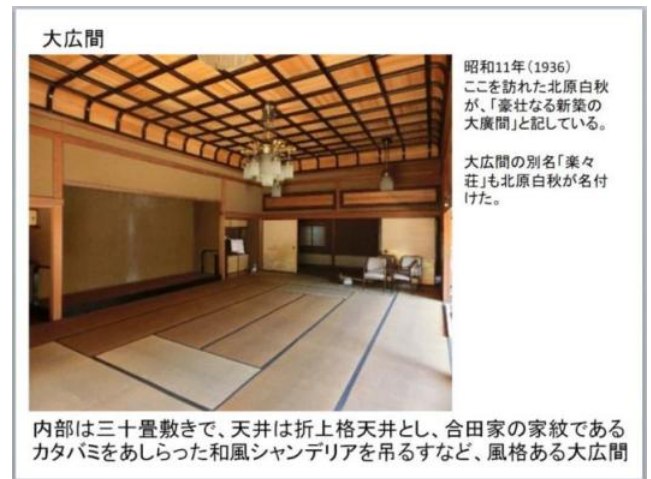 大広間
昭和11年(1936)
ここを訪れた北原白秋
が、「豪壮なる新築の
大廣間」と記している。
大広間の別名「楽々
荘」も北原白秋が名付
けた。
内部は三十畳敷きで、天井は折上格天井とし、合田家の家紋である
カタバミをあしらった和風シャンデリアを吊るすなど、風格ある大広間